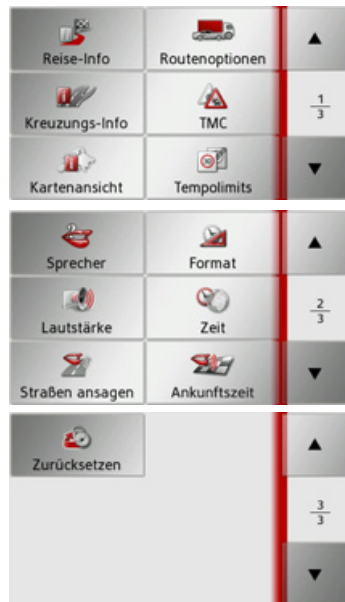 Reise-Info
Routenoptionen
Kreuzungs-Info
TMC
1
3
Kartenansicht
Tempolimits
Sprecher
Format
Lautstärke
Zeit
2
3
Straßen ansagen
Ankunftszeit
Zurücksetzen
3
3